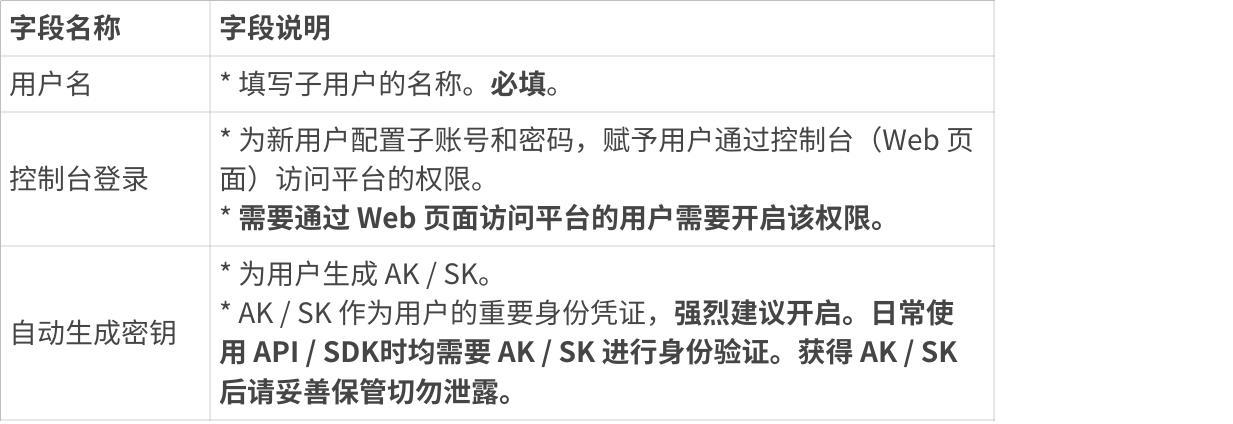 字段名称 字段说明
用户名 * 填写子用户的名称。必填。
控制台登录
* 为新用户配置子账号和密码，赋予用户通过控制台（Web 页
面）访问平台的权限。
* 需要通过 Web 页面访问平台的用户需要开启该权限。
自动生成密钥
* 为用户生成 AK / SK。
* AK / SK 作为用户的重要身份凭证，强烈建议开启。日常使
用 API / SDK时均需要 AK / SK 进行身份验证。获得 AK / SK
后请妥善保管切勿泄露。